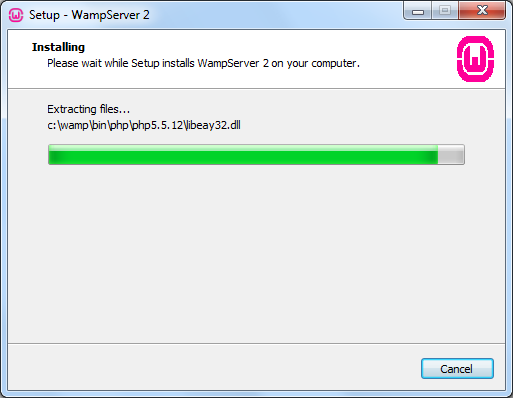 Setup - WampServer 2
Installing
Please wait while Setup installs WampServer 2 on your computer.
Extracting files...
c:\wamp\bin\php\php5.5.12\libeay32.dll
Cancel